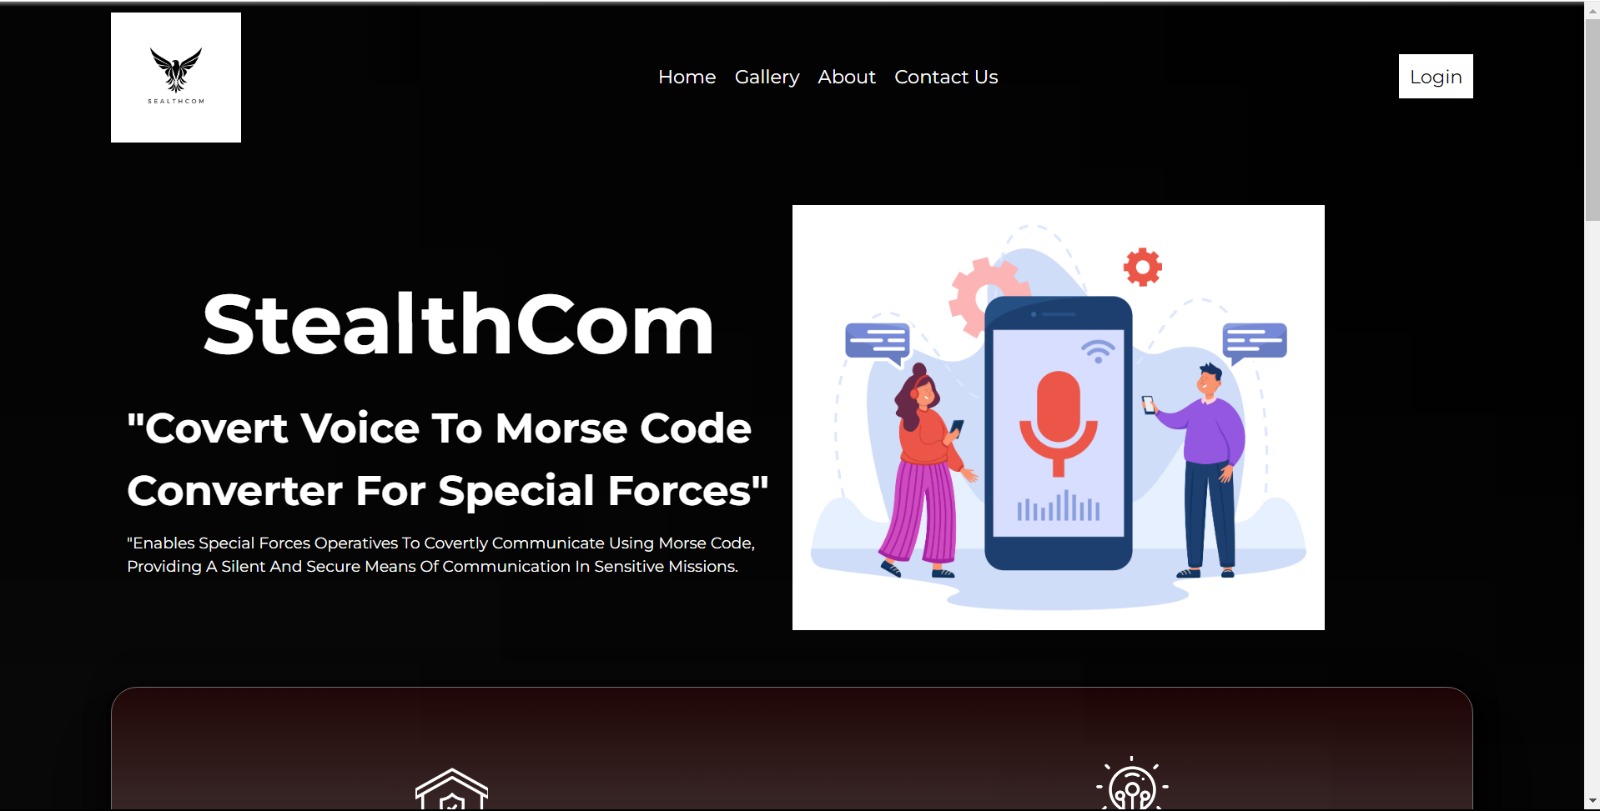 SEALTHCOM
Home Gallery About Contact Us
Login
StealthCom
"Covert Voice To Morse Code
Converter For Special Forces"
"Enables Special Forces Operatives To Covertly Communicate Using Morse Code,
Providing A Silent And Secure Means Of Communication In Sensitive Missions.